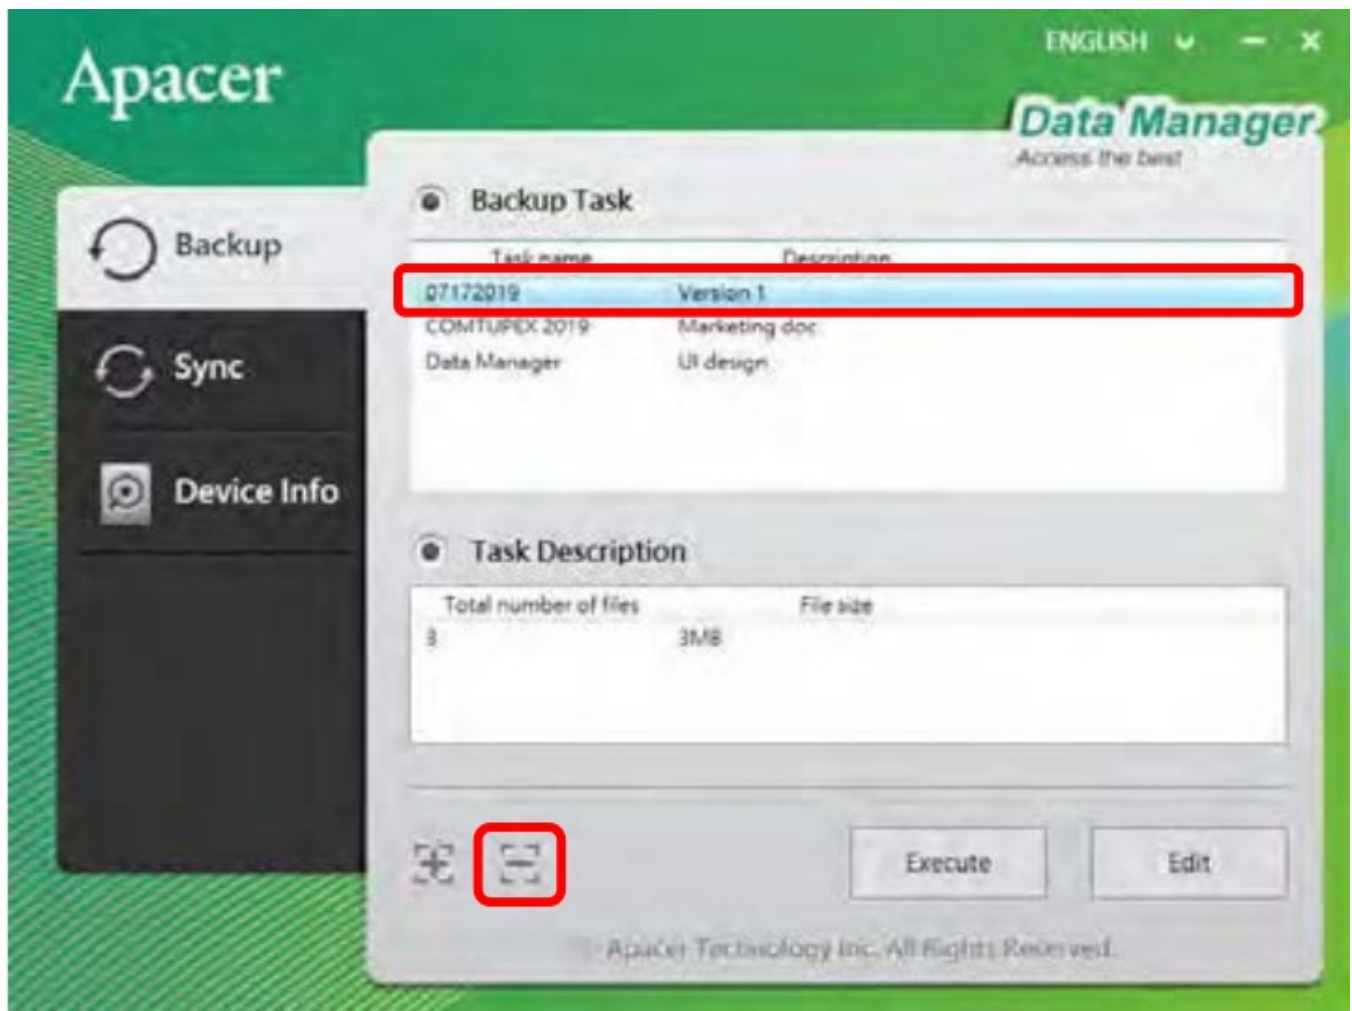 Apacer
ENGLISH
Data Manager
Access the best
Backup
Sync
Device Info
Backup Task
Task name Description
07172019 Version 1
COMTUPEX 2019 Marketing doc
Data Manager UI design
Task Description
Total number of files File size
3 3MB
Execute
Edit
Apacer Technology Inc. All Rights Reserved.